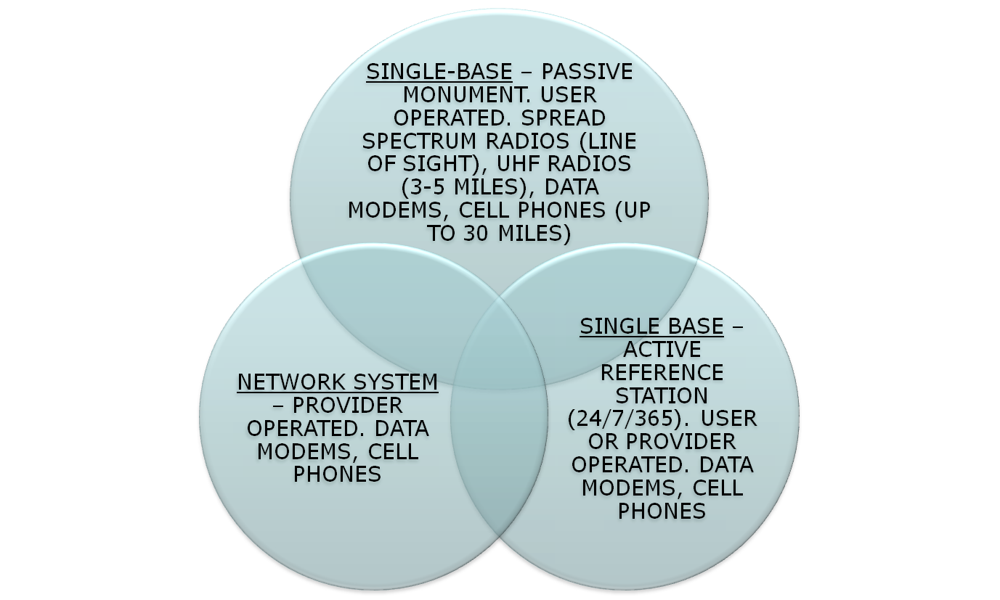 SINGLE-BASE – PASSIVE
MONUMENT. USER
OPERATED. SPREAD
SPECTRUM RADIOS (LINE
OF SIGHT), UHF RADIOS
(3-5 MILES), DATA
MODEMS, CELL PHONES (UP
TO 30 MILES)
NETWORK SYSTEM
– PROVIDER
OPERATED. DATA
MODEMS, CELL
PHONES
SINGLE BASE –
ACTIVE
REFERENCE
STATION
(24/7/365). USER
OR PROVIDER
OPERATED. DATA
MODEMS, CELL
PHONES